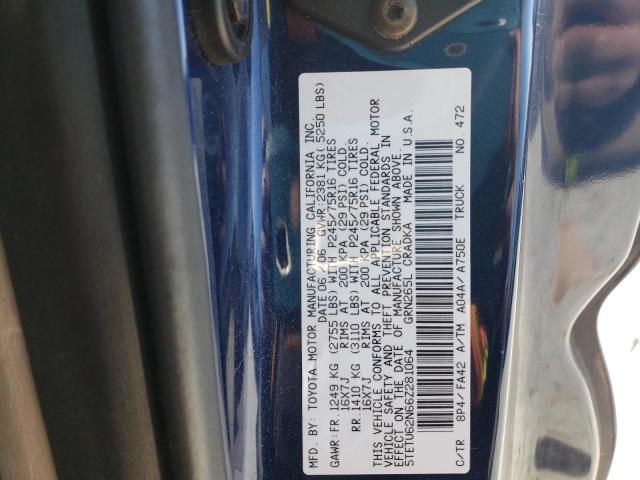 MFD. BY TOYOTA MOTOR MANUFACTURING CALIFORNIA INC.
DATE 06 / 06 GVWR: 2381 KG( 5250 LBS)
GAWR: FR. 1249 KG (2755 LBS) WITH P245/75R16 TIRES
16X7J RIMS AT 200 KPA (29 PSI) COLD.
RR. 1410 KG (3110 LBS) WITH P245/75R16 TIRES
16X7J RIMS AT 200 KPA (29 PSI) COLD.
THIS VEHICLE CONFORMS TO ALL APPLICABLE FEDERAL MOTOR
VEHICLE SAFETY AND THEFT PREVENTION STANDARDS IN
EFFECT ON THE DATE OF MANUFACTURE SHOWN ABOVE.
5TETU62N66Z281064 GRN265L CRADKA MADE IN U.S.A.
C/TR 8P4/FA42 A/TM A04A/A750E TRUCK NO. 472